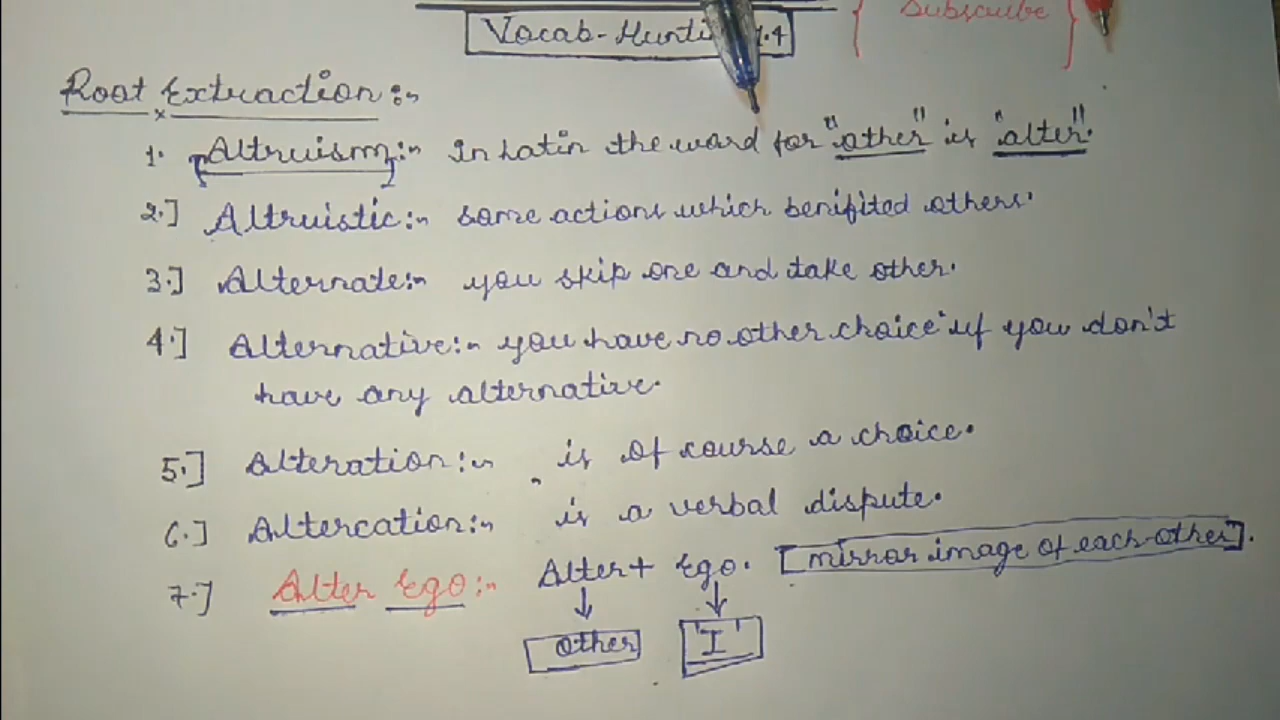 Vocab-Hunti .4
{ Subscribe }
Root Extraction:~
1. Altruism:~ In Latin the word for "other" is "alter".
2.] Altruistic:~ some actions which benifited others.
3.] Alternate:~ you skip one and take other.
4.] Alternative:~ you have no other choice if you don't
have any alternative.
5.] Alteration:~ is of course a choice.
6.] Altercation:~ is a verbal dispute.
7.] Alter Ego:~ Alter + Ego. [mirror image of each-other].
other 'I'